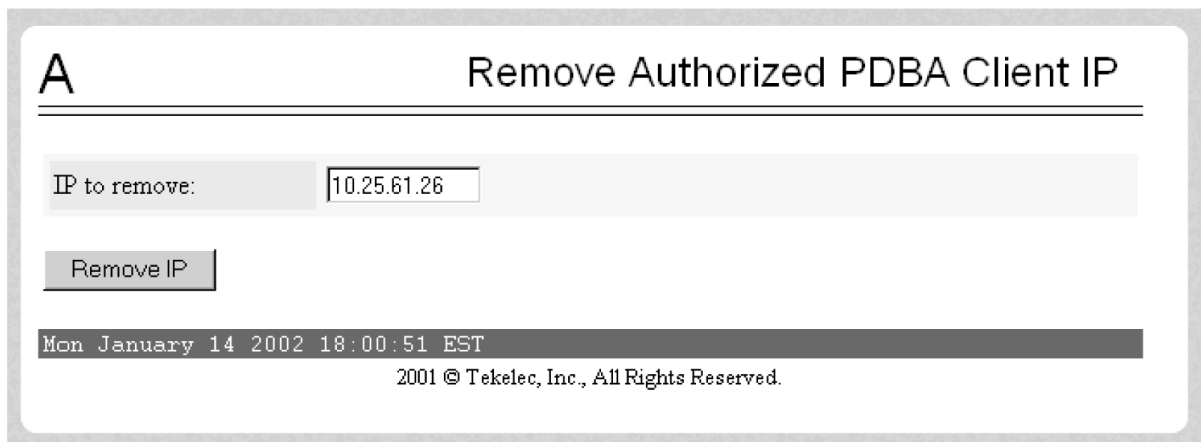 A Remove Authorized PDBA Client IP
IP to remove: 10.25.61.26
Remove IP
Mon January 14 2002 18:00:51 EST
2001 © Tekelec, Inc., All Rights Reserved.